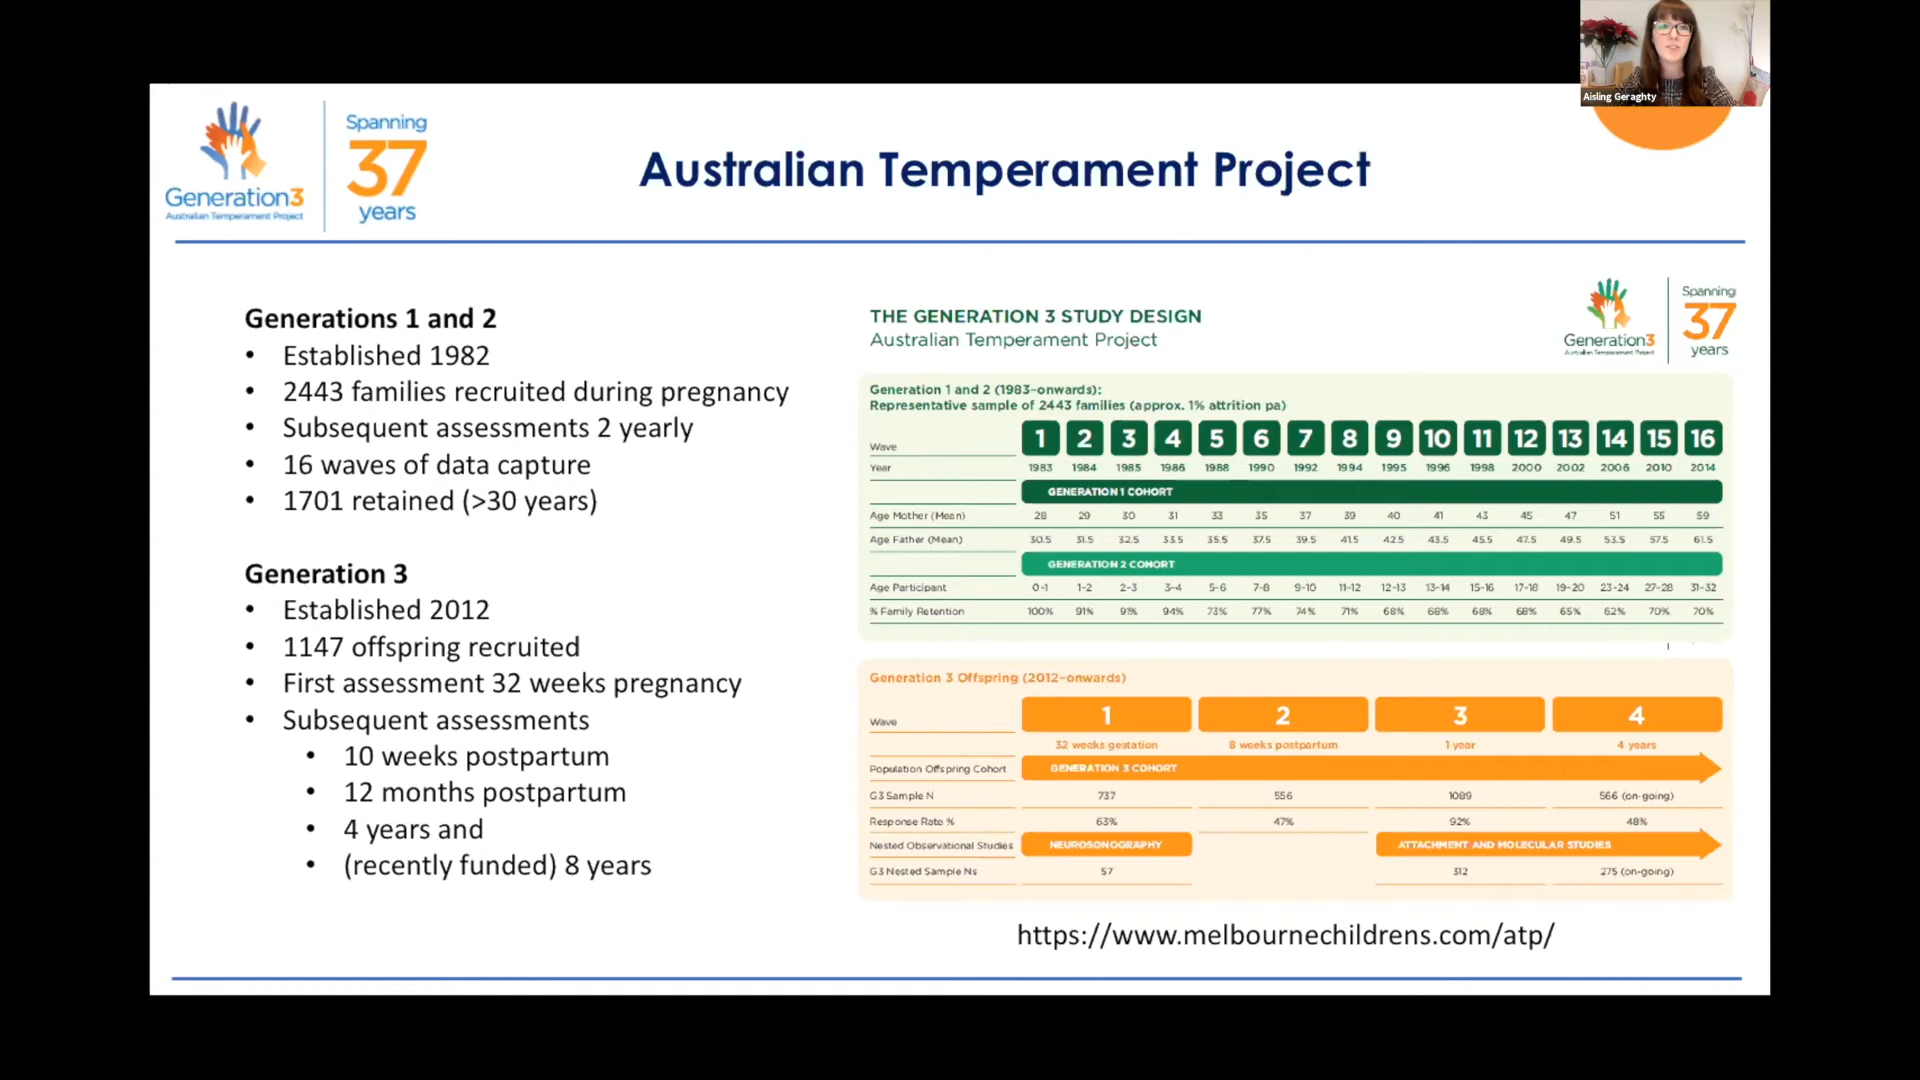 Aisling Geraghty
Generation3
Australian Temperament Project
Spanning
37
years
Australian Temperament Project
Generations 1 and 2
• Established 1982
• 2443 families recruited during pregnancy
• Subsequent assessments 2 yearly
• 16 waves of data capture
• 1701 retained (>30 years)
Generation 3
• Established 2012
• 1147 offspring recruited
• First assessment 32 weeks pregnancy
• Subsequent assessments
• 10 weeks postpartum
• 12 months postpartum
• 4 years and
• (recently funded) 8 years
THE GENERATION 3 STUDY DESIGN
Australian Temperament Project
Generation3
Australian Temperament Project
Spanning
37
years
Generation 1 and 2 (1983–onwards):
Representative sample of 2443 families (approx. 1% attrition pa)
Wave 1 2 3 4 5 6 7 8 9 10 11 12 13 14 15 16
Year 1983 1984 1985 1986 1988 1990 1992 1994 1995 1996 1998 2000 2002 2006 2010 2014
GENERATION 1 COHORT
Age Mother (Mean) 28 29 30 31 33 35 37 39 40 41 43 45 47 51 55 59
Age Father (Mean) 30.5 31.5 32.5 33.5 35.5 37.5 39.5 41.5 42.5 43.5 45.5 47.5 49.5 53.5 57.5 61.5
GENERATION 2 COHORT
Age Participant 0-1 1-2 2-3 3-4 5-6 7-8 9-10 11-12 12-13 13-14 15-16 17-18 19-20 23-24 27-28 31-32
% Family Retention 100% 91% 91% 94% 73% 77% 74% 71% 68% 68% 68% 68% 65% 62% 70% 70%
Generation 3 Offspring (2012–onwards)
Wave 1 2 3 4
32 weeks gestation 8 weeks postpartum 1 year 4 years
Population Offspring Cohort GENERATION 3 COHORT
G3 Sample N 737 556 1089 566 (on-going)
Response Rate % 63% 47% 92% 48%
Nested Observational Studies NEUROSONOGRAPHY ATTACHMENT AND MOLECULAR STUDIES
G3 Nested Sample Ns 57 312 275 (on-going)
https://www.melbournechildrens.com/atp/